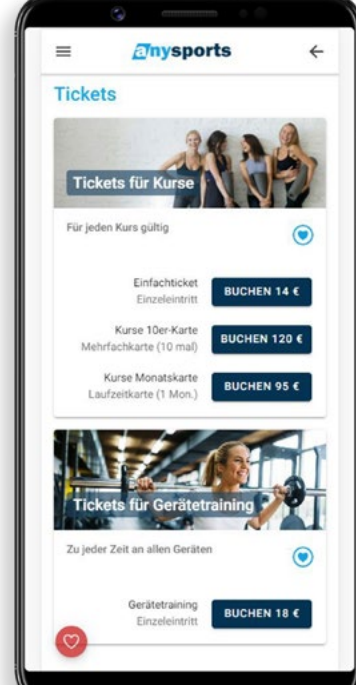 anysports
Tickets
Tickets für Kurse
Für jeden Kurs gültig
Einfachticket
Einzeleintritt
BUCHEN 14 €
Kurse 10er-Karte
Mehrfachkarte (10 mal)
BUCHEN 120 €
Kurse Monatskarte
Laufzeitkarte (1 Mon.)
BUCHEN 95 €
Tickets für Gerätetraining
Zu jeder Zeit an allen Geräten
Gerätetraining
Einzeleintritt
BUCHEN 18 €